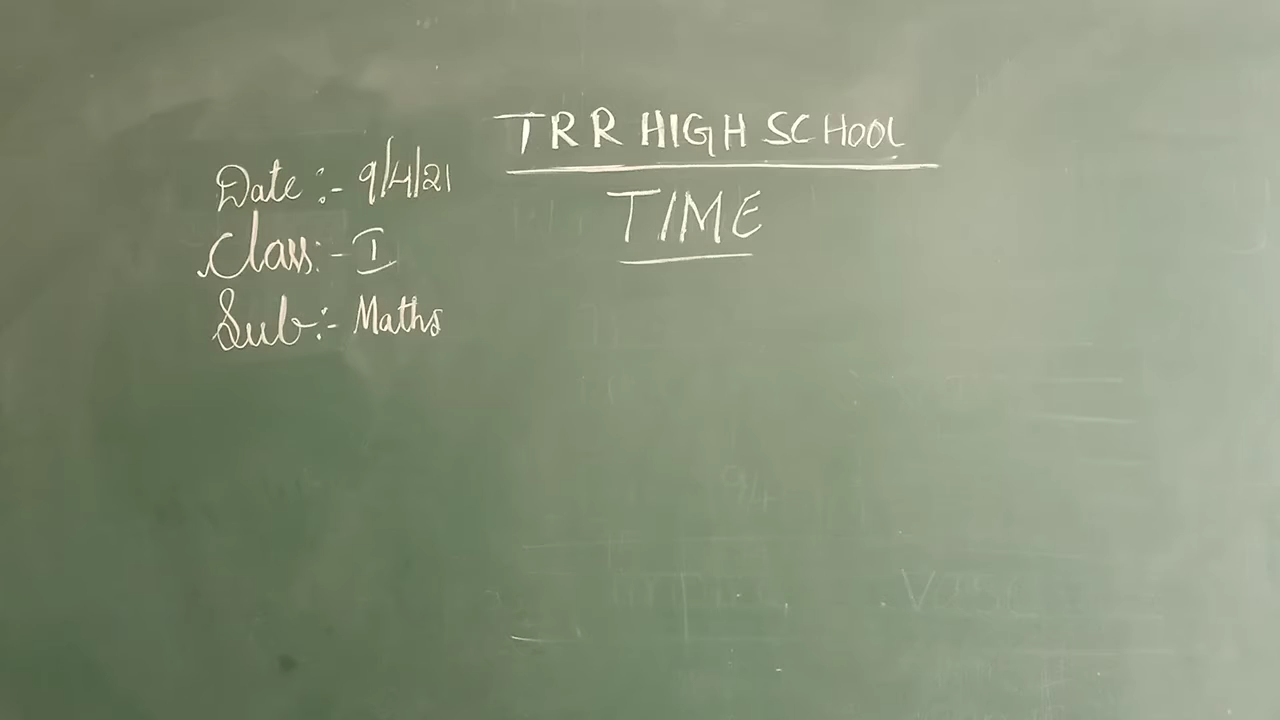 TRR HIGH SCHOOL
TIME
Date :- 9/4/21
Class:- I
Sub:- Maths